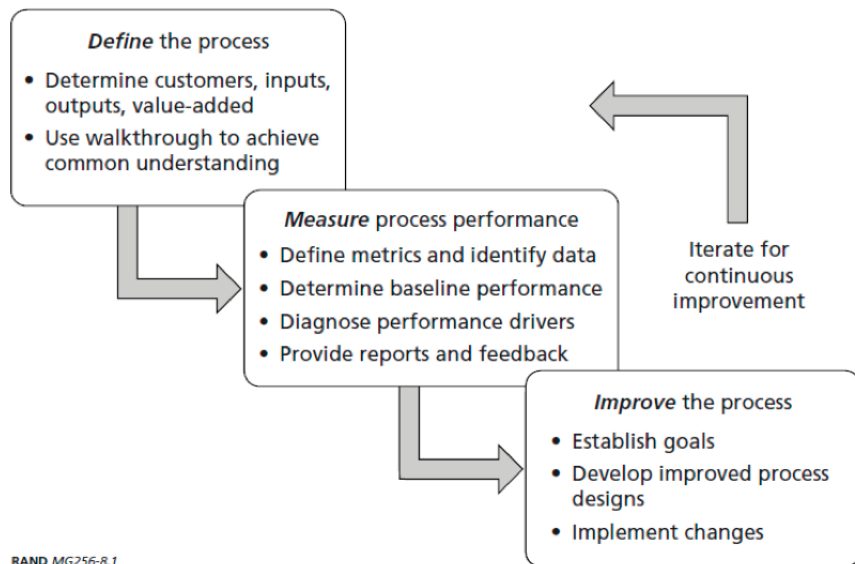 Define the process
• Determine customers, inputs,
outputs, value-added
• Use walkthrough to achieve
common understanding
Measure process performance
• Define metrics and identify data
• Determine baseline performance
• Diagnose performance drivers
• Provide reports and feedback
Iterate for
continuous
improvement
Improve the process
• Establish goals
• Develop improved process
designs
• Implement changes
RAND MG256-8.1